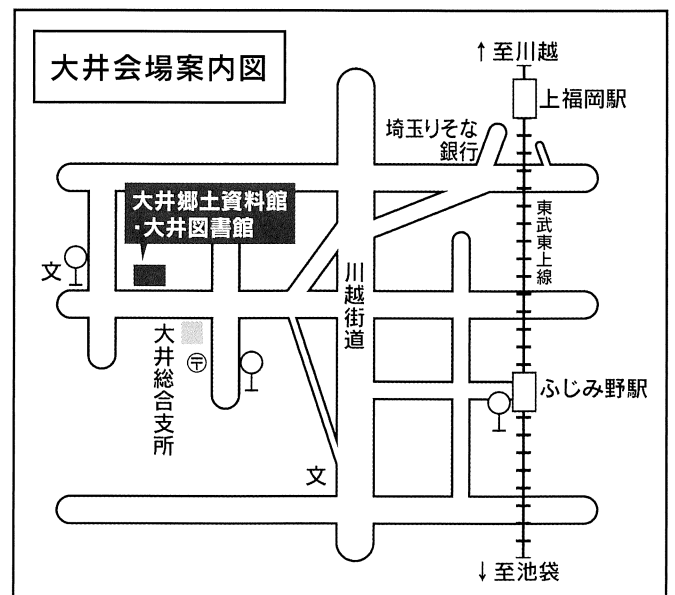 大井会場案内図
↑至川越
上福岡駅
埼玉りそな
銀行
大井郷土資料館
・大井図書館
東武東上線
文
川越街道
大井総合支所
〒
ふじみ野駅
文
↓至池袋